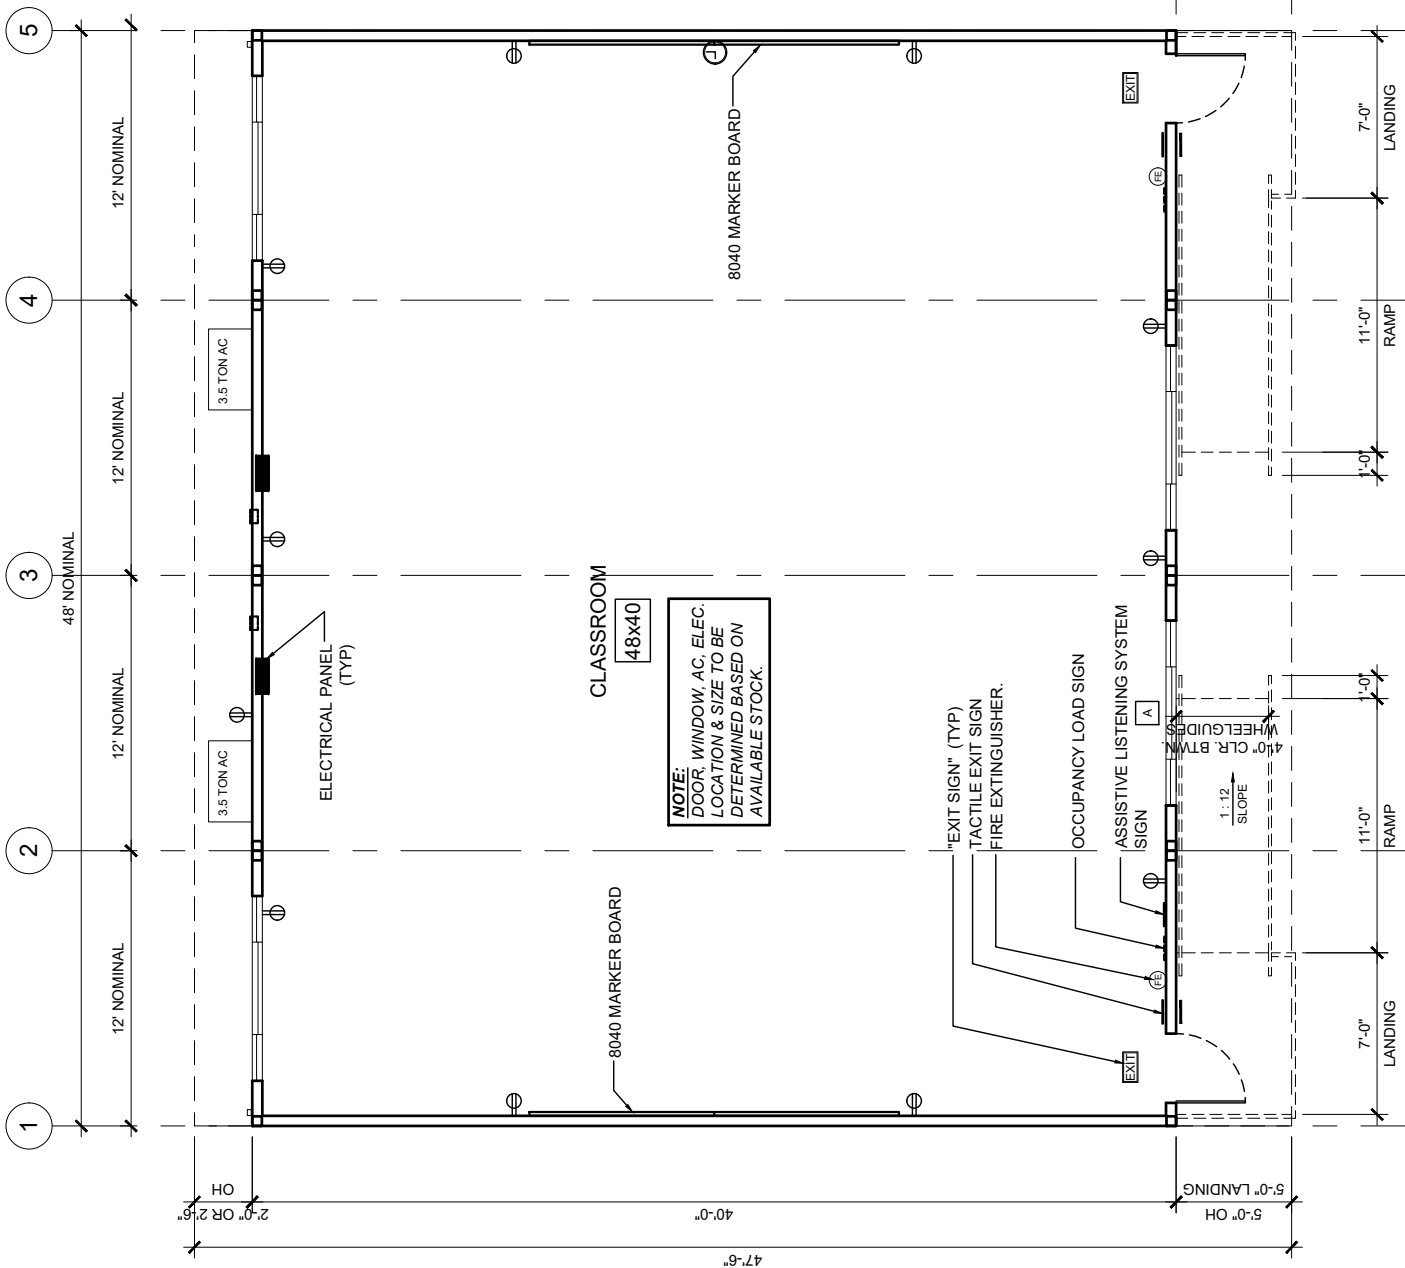 5
4
3
2
1
48' NOMINAL
12' NOMINAL
12' NOMINAL
12' NOMINAL
12' NOMINAL
3.5 TON AC
3.5 TON AC
ELECTRICAL PANEL
(TYP)
8040 MARKER BOARD
8040 MARKER BOARD
L
CLASSROOM
48x40
NOTE:
DOOR, WINDOW, AC, ELEC.
LOCATION & SIZE TO BE
DETERMINED BASED ON
AVAILABLE STOCK.
"EXIT SIGN" (TYP)
TACTILE EXIT SIGN
FIRE EXTINGUISHER.
OCCUPANCY LOAD SIGN
ASSISTIVE LISTENING SYSTEM
SIGN
EXIT
EXIT
FE
FE
A
4'-0" CLR. BTWN.
WHEELGUIDES
1 : 12
SLOPE
7'-0"
LANDING
11'-0"
RAMP
1'-0"
1'-0"
11'-0"
RAMP
7'-0"
LANDING
2'-0" OR 2'-6"
OH
40'-0"
5'-0" LANDING
5'-0" OH
47'-6"